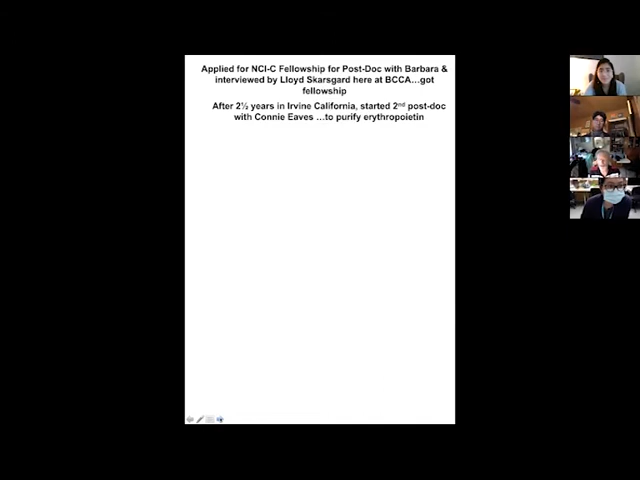 Applied for NCI-C Fellowship for Post-Doc with Barbara &
interviewed by Lloyd Skarsgard here at BCCA...got
fellowship
After 2½ years in Irvine California, started 2nd post-doc
with Connie Eaves ...to purify erythropoietin